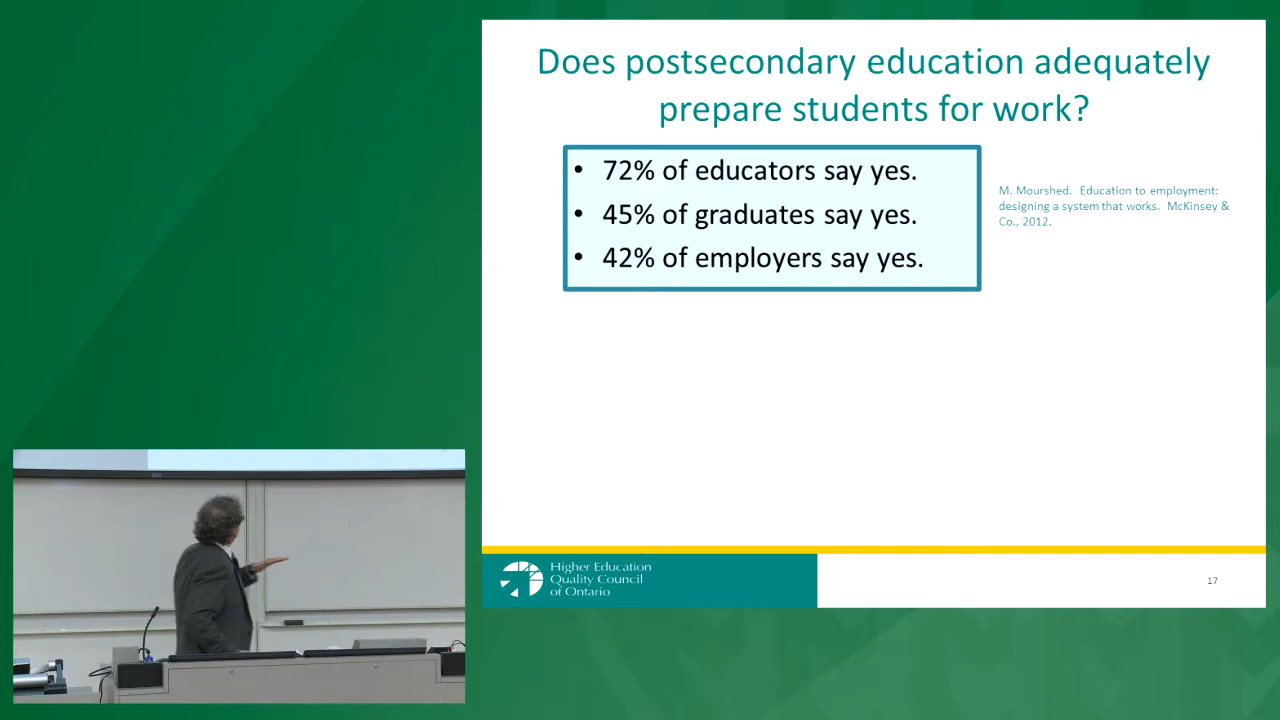 Does postsecondary education adequately
prepare students for work?
• 72% of educators say yes.
• 45% of graduates say yes.
• 42% of employers say yes.
M. Mourshed. Education to employment:
designing a system that works. McKinsey &
Co., 2012.
Higher Education
Quality Council
of Ontario
17